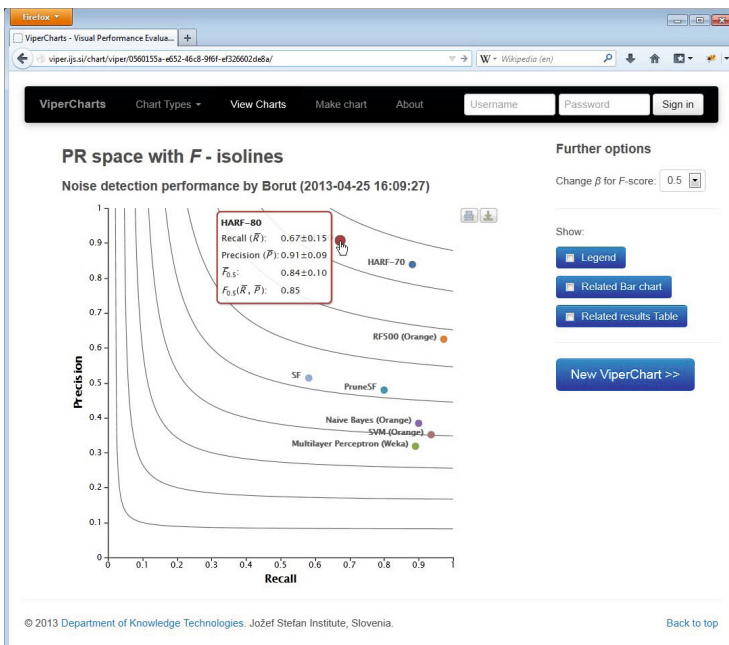 Firefox
ViperCharts - Visual Performance Evalua...
viper.ijs.si/chart/viper/0560155a-e652-46c8-9f6f-ef326602de8a/
W - Wikipedia (en)
ViperCharts Chart Types View Charts Make chart About Username Password Sign in
PR space with F - isolines
Noise detection performance by Borut (2013-04-25 16:09:27)
HARF-80
Recall (R̅): 0.67±0.15
Precision (P̅): 0.91±0.09
F̅0.5: 0.84±0.10
F0.5(R̅, P̅): 0.85
HARF-70
RF500 (Orange)
SF
PruneSF
Naive Bayes (Orange)
SVM (Orange)
Multilayer Perceptron (Weka)
Precision
1
0.9
0.8
0.7
0.6
0.5
0.4
0.3
0.2
0.1
0
0 0.1 0.2 0.3 0.4 0.5 0.6 0.7 0.8 0.9 1
Recall
Further options
Change β for F-score: 0.5
Show:
Legend
Related Bar chart
Related results Table
New ViperChart >>
© 2013 Department of Knowledge Technologies. Jožef Stefan Institute, Slovenia. Back to top